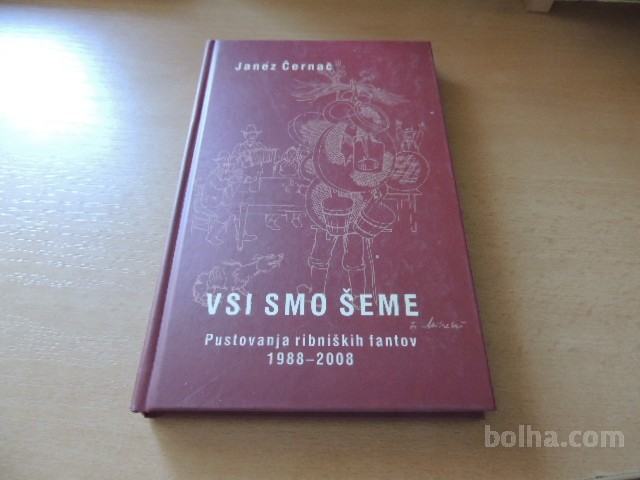 Janez Černač
VSI SMO ŠEME
Pustovanja ribniških fantov
1988–2008
bolha.com